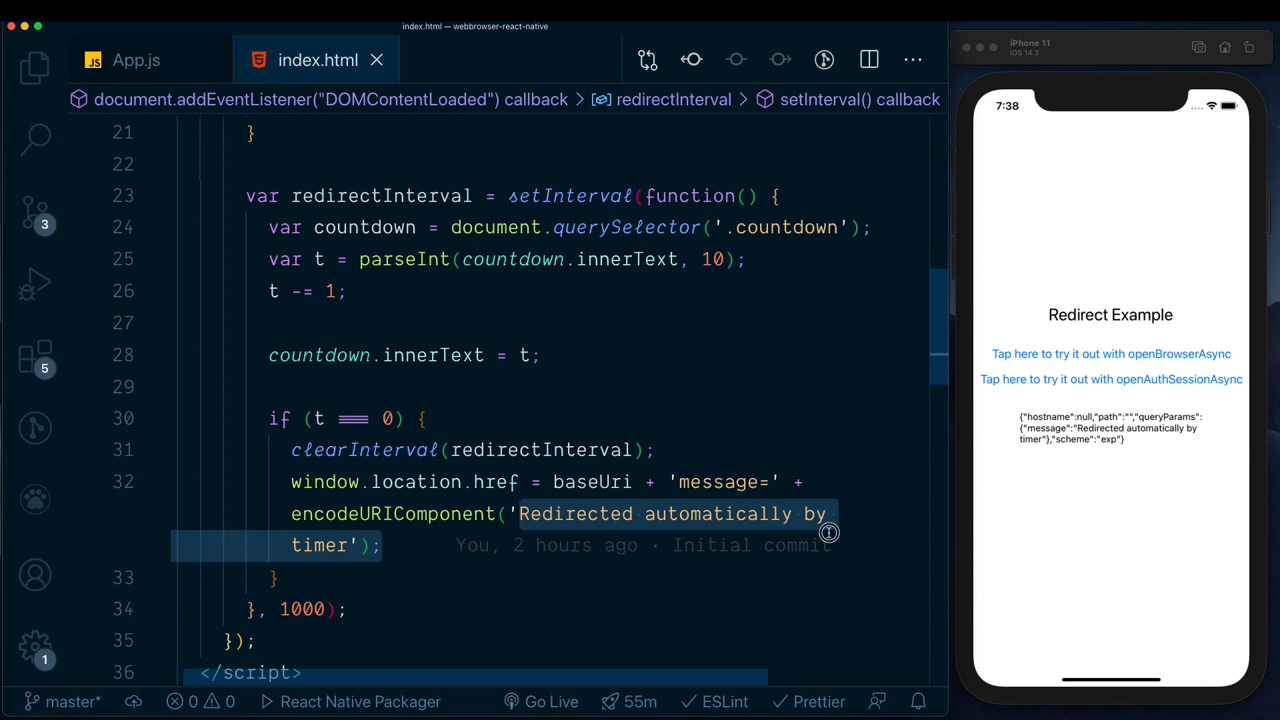 index.html — webbrowser-react-native
App.js
index.html
document.addEventListener("DOMContentLoaded") callback > redirectInterval > setInterval() callback
21 }
22
23 var redirectInterval = setInterval(function() {
24 var countdown = document.querySelector('.countdown');
25 var t = parseInt(countdown.innerText, 10);
26 t -= 1;
27
28 countdown.innerText = t;
29
30 if (t === 0) {
31 clearInterval(redirectInterval);
32 window.location.href = baseUri + 'message=' +
encodeURIComponent('Redirected automatically by
timer'); You, 2 hours ago · Initial commit
33 }
34 }, 1000);
35 });
36 </script>
3
5
1
master*
0 0
React Native Packager
Go Live
55m
ESLint
Prettier
iPhone 11
iOS 14.3
7:38
Redirect Example
Tap here to try it out with openBrowserAsync
Tap here to try it out with openAuthSessionAsync
{"hostname":null,"path":"","queryParams":
{"message":"Redirected automatically by
timer"},"scheme":"exp"}